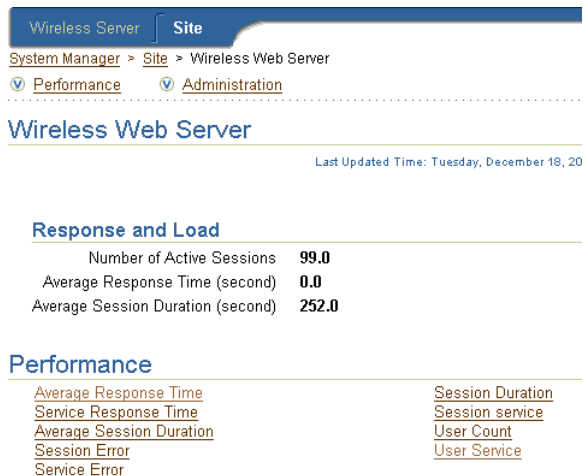 Wireless Server Site
System Manager > Site > Wireless Web Server
Performance Administration
Wireless Web Server
Last Updated Time: Tuesday, December 18, 20
Response and Load
Number of Active Sessions 99.0
Average Response Time (second) 0.0
Average Session Duration (second) 252.0
Performance
Average Response Time Session Duration
Service Response Time Session service
Average Session Duration User Count
Session Error User Service
Service Error